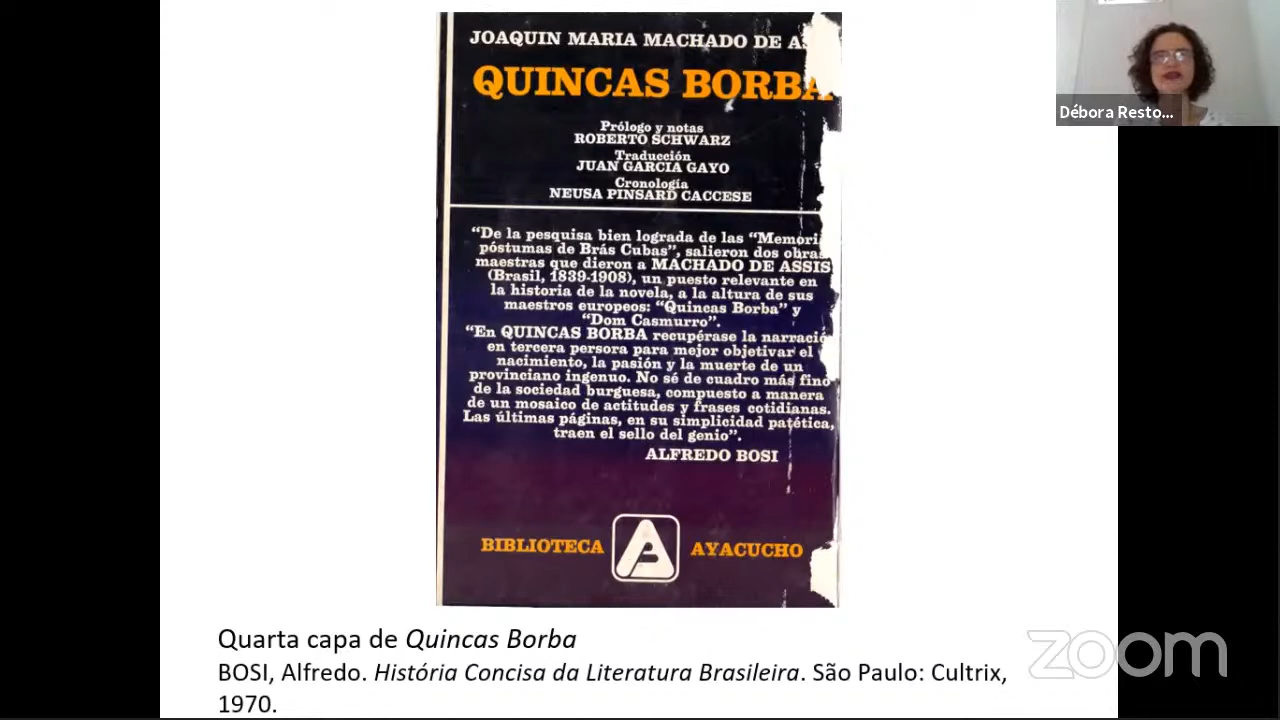 JOAQUIN MARIA MACHADO DE AS
QUINCAS BORBA
Prólogo y notas
ROBERTO SCHWARZ
Traducción
JUAN GARCIA GAYO
Cronología
NEUSA PINSARD CACCESE
“De la pesquisa bien lograda de las “Memori
póstumas de Brás Cubas”, salieron dos obras
maestras que dieron a MACHADO DE ASSIS
(Brasil, 1839-1908), un puesto relevante en
la historia de la novela, a la altura de sus
maestros europeos: “Quincas Borba” y
“Dom Casmurro”.
“En QUINCAS BORBA recupérase la narració
en tercera persora para mejor objetivar el
nacimiento, la pasión y la muerte de un
provinciano ingenuo. No sé de cuadro más fino
de la sociedad burguesa, compuesto a manera
de un mosaico de actitudes y frases cotidianas.
Las últimas páginas, en su simplicidad patética,
traen el sello del genio”.
ALFREDO BOSI
BIBLIOTECA AYACUCHO
Débora Resto...
Quarta capa de Quincas Borba
BOSI, Alfredo. História Concisa da Literatura Brasileira. São Paulo: Cultrix,
1970.
zoom